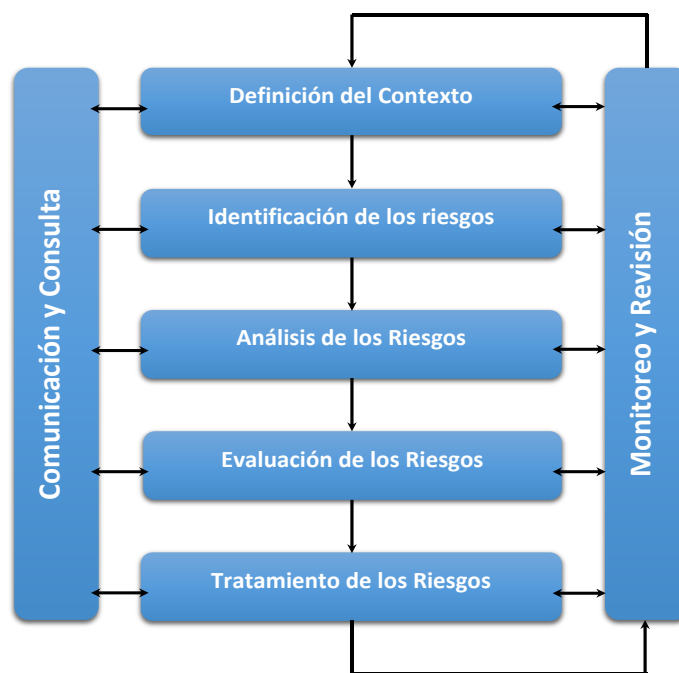 Comunicación y Consulta
Definición del Contexto
Identificación de los riesgos
Análisis de los Riesgos
Evaluación de los Riesgos
Tratamiento de los Riesgos
Monitoreo y Revisión